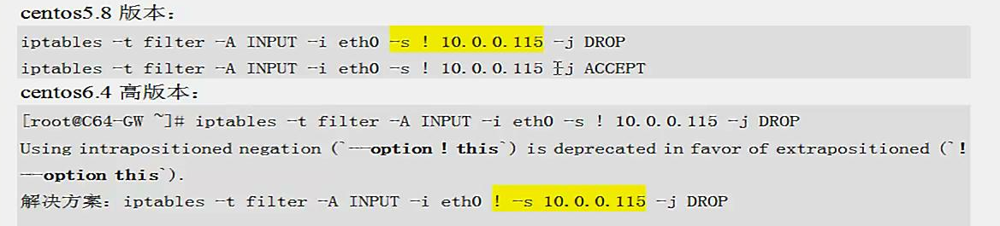 centos5.8 版本：
iptables -t filter -A INPUT -i eth0 -s ! 10.0.0.115 -j DROP
iptables -t filter -A INPUT -i eth0 -s ! 10.0.0.115 -j ACCEPT
centos6.4 高版本：
[root@C64-GW ~]# iptables -t filter -A INPUT -i eth0 -s ! 10.0.0.115 -j DROP
Using intrapositioned negation (`--option ! this`) is deprecated in favor of extrapositioned (`!
--option this`).
解决方案：iptables -t filter -A INPUT -i eth0 ! -s 10.0.0.115 -j DROP